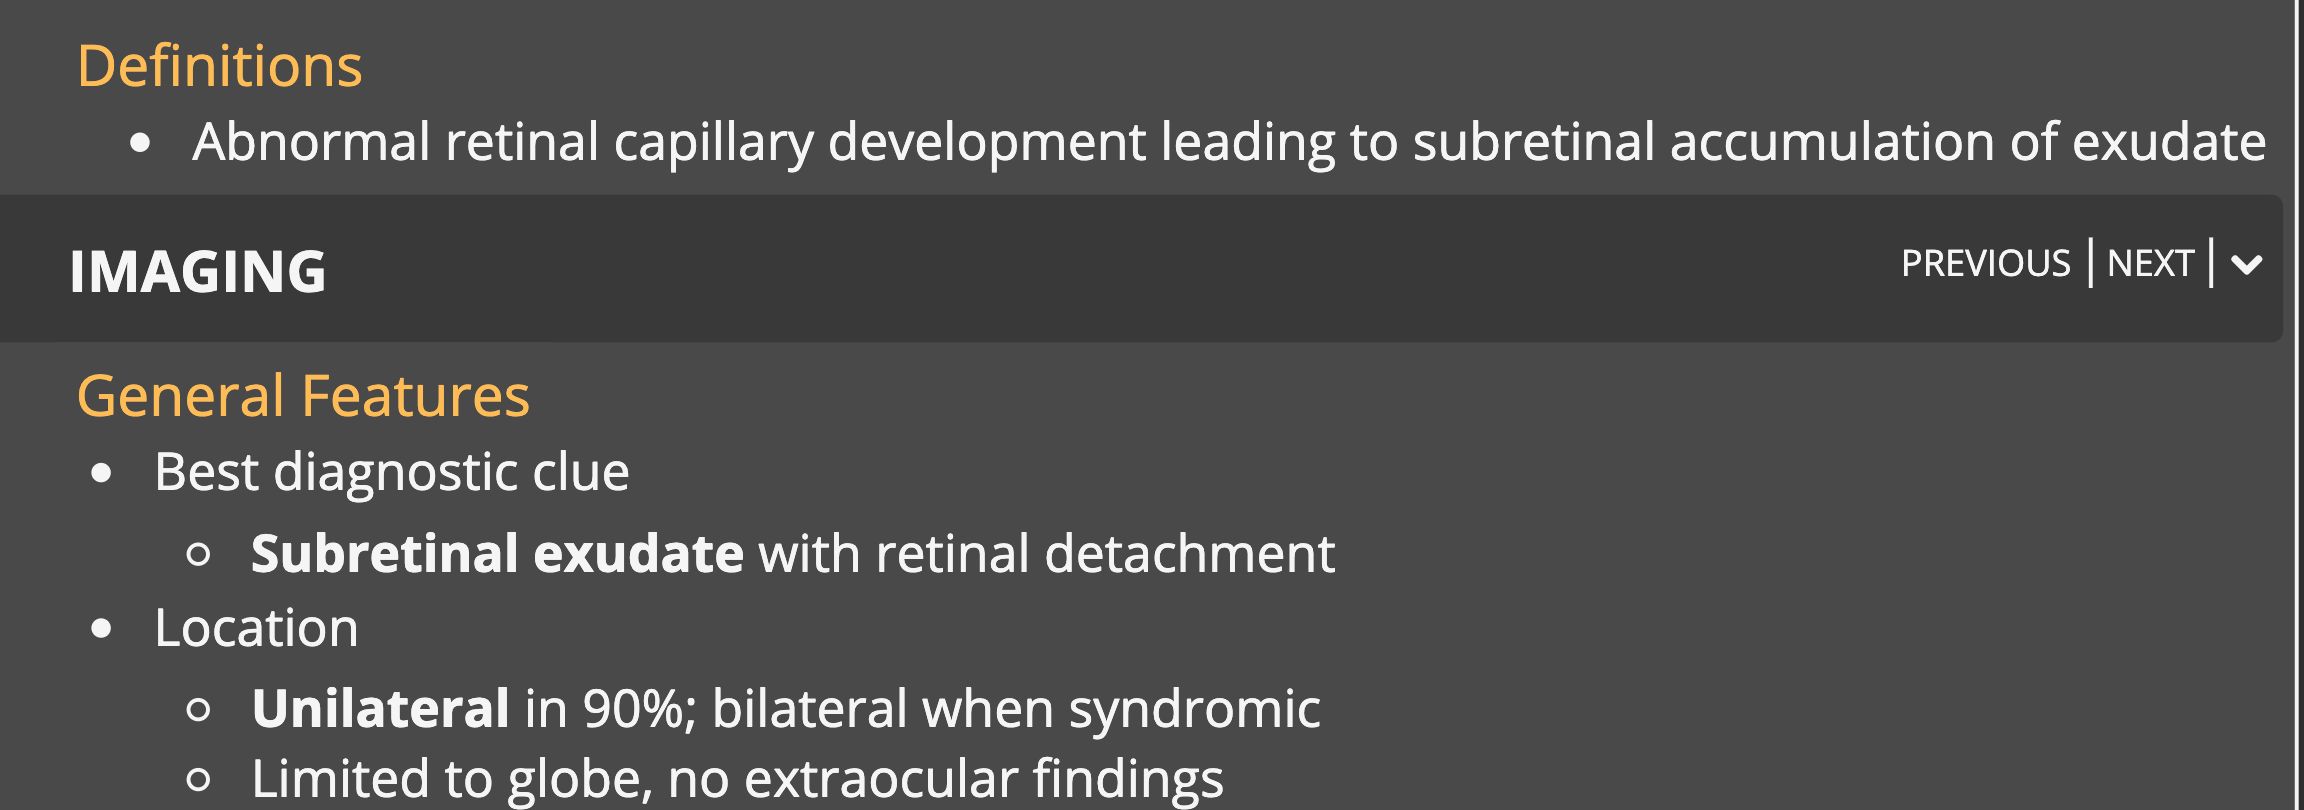 Definitions
• Abnormal retinal capillary development leading to subretinal accumulation of exudate
IMAGING
PREVIOUS | NEXT |
General Features
• Best diagnostic clue
○ Subretinal exudate with retinal detachment
• Location
○ Unilateral in 90%; bilateral when syndromic
○ Limited to globe, no extraocular findings